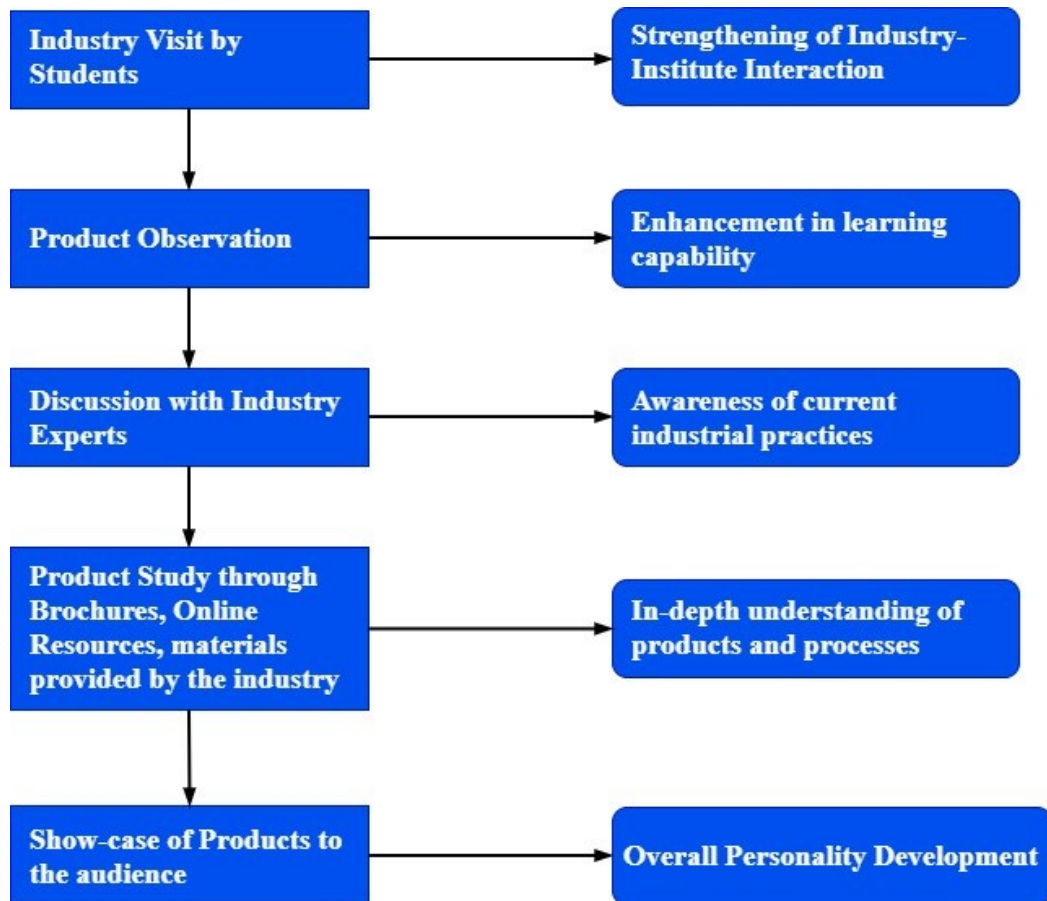 Industry Visit by
Students
Strengthening of Industry-
Institute Interaction
Product Observation
Enhancement in learning
capability
Discussion with Industry
Experts
Awareness of current
industrial practices
Product Study through
Brochures, Online
Resources, materials
provided by the industry
In-depth understanding of
products and processes
Show-case of Products to
the audience
Overall Personality Development